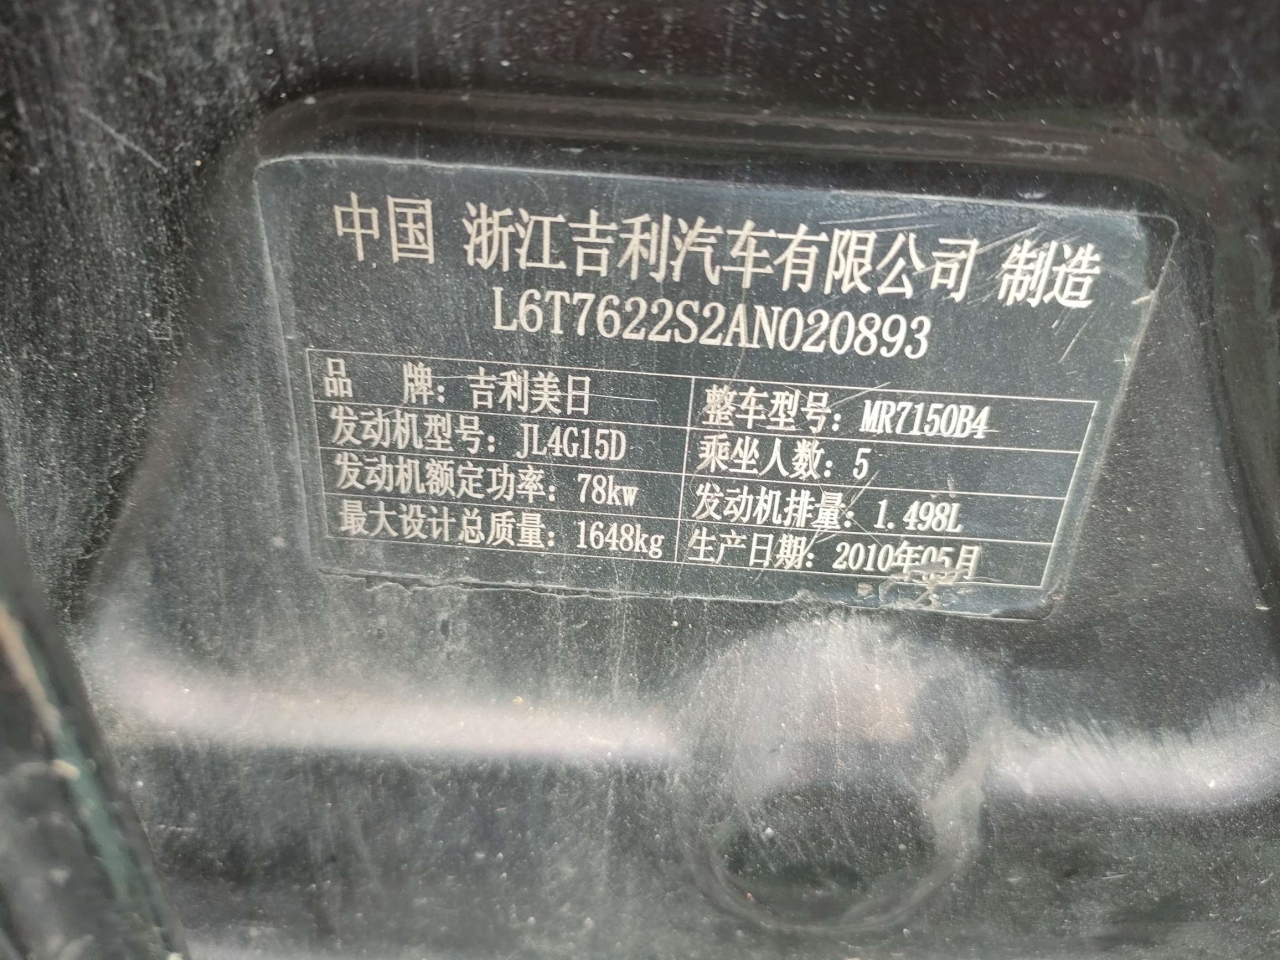 中国 浙江吉利汽车有限公司 制造
L6T7622S2AN020893
品 牌: 吉利美日 整车型号: MR7150B4
发动机型号: JL4G15D 乘坐人数: 5
发动机额定功率: 78kw 发动机排量: 1.498L
最大设计总质量: 1648kg 生产日期: 2010年05月